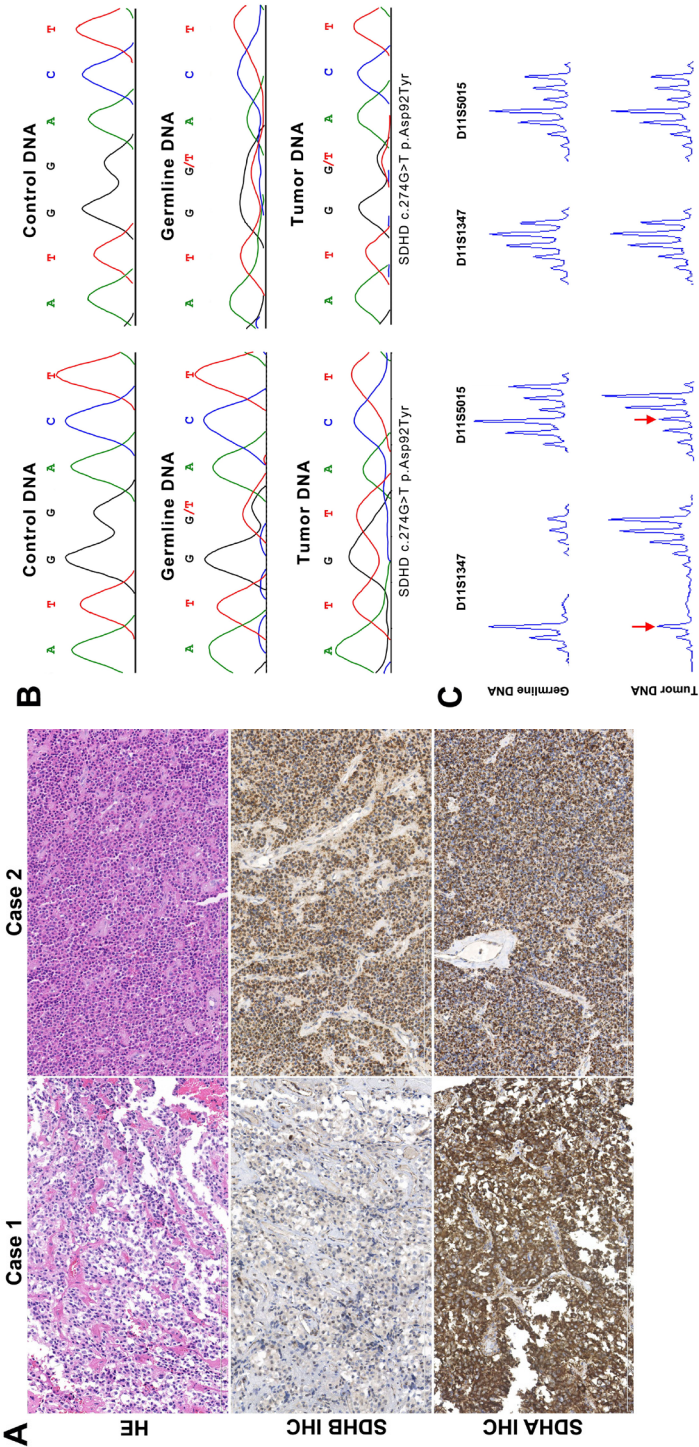 A
Case 1
Case 2
HE
SDHB IHC
SDHA IHC
B
Control DNA
A T G G A C T
Germline DNA
A T G G/T A C T
Tumor DNA
A T G T A C T
SDHD c.274G>T p.Asp92Tyr
Control DNA
A T G G A C T
Germline DNA
A T G G/T A C T
Tumor DNA
A T G G/T A C T
SDHD c.274G>T p.Asp92Tyr
C
D11S1347
D11S5015
D11S1347
D11S5015
Germline DNA
Tumor DNA